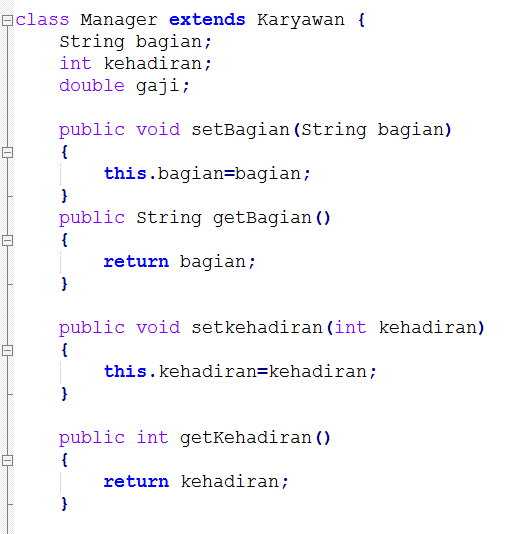 class Manager extends Karyawan {
String bagian;
int kehadiran;
double gaji;
public void setBagian(String bagian)
{
this.bagian=bagian;
}
public String getBagian()
{
return bagian;
}
public void setkehadiran(int kehadiran)
{
this.kehadiran=kehadiran;
}
public int getKehadiran()
{
return kehadiran;
}